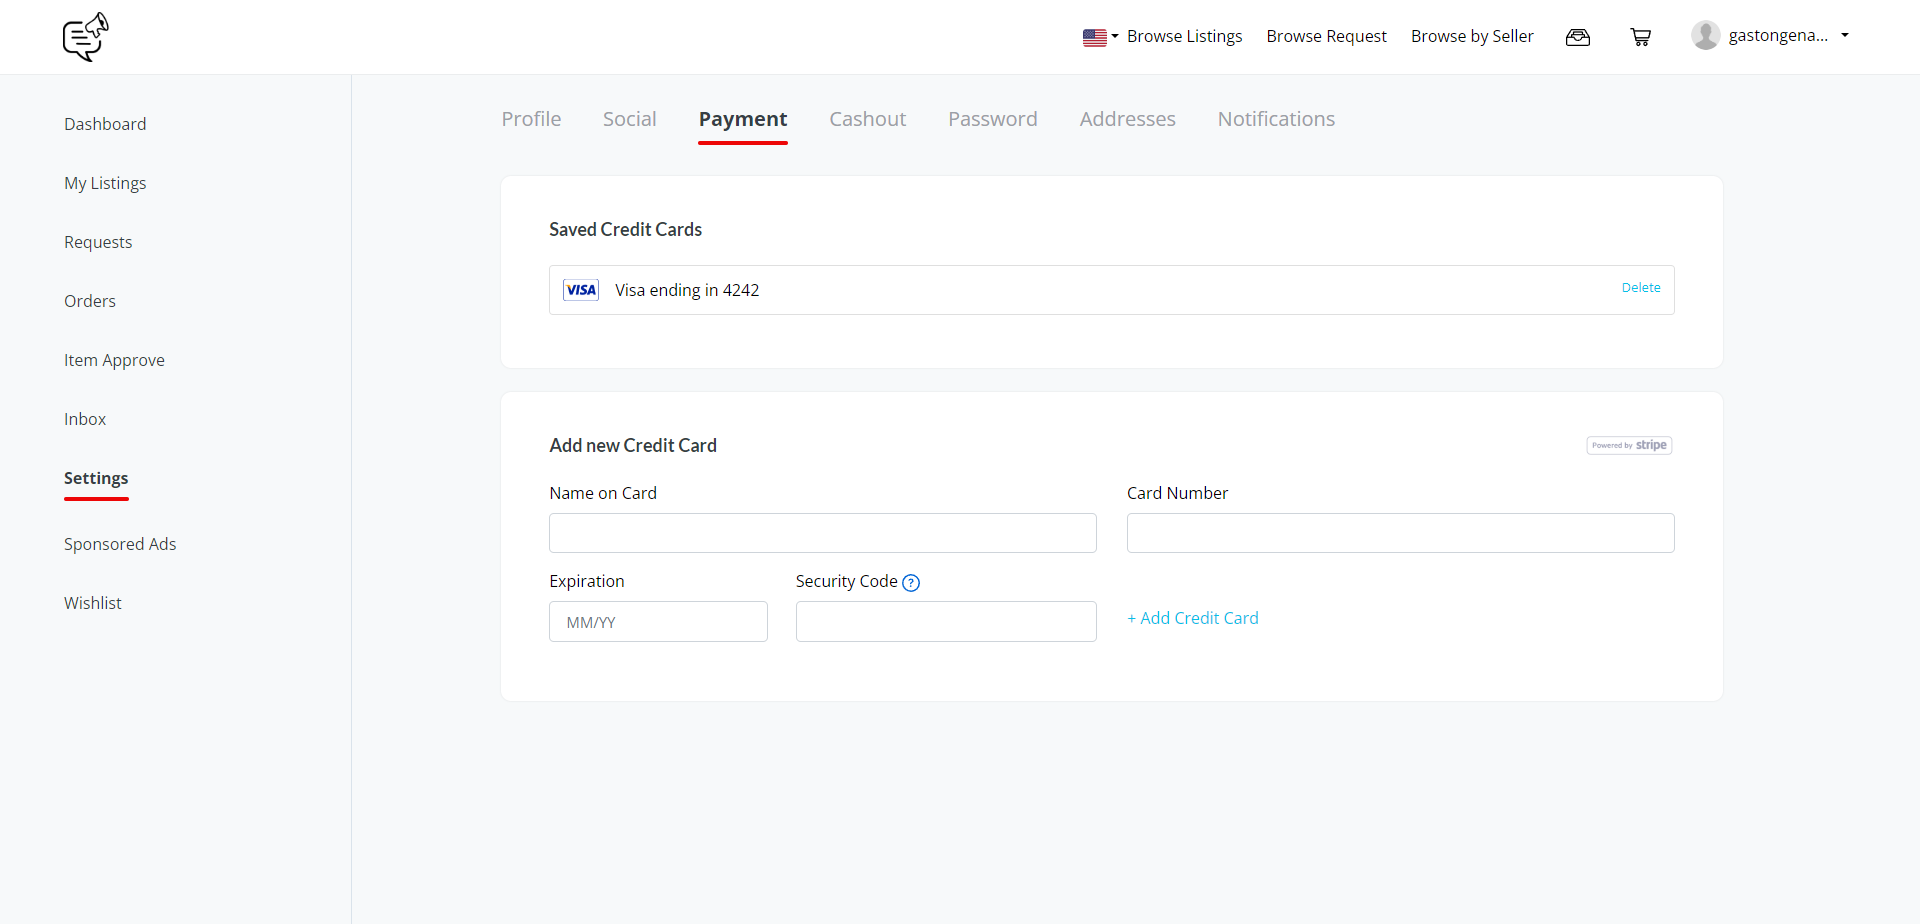 Browse Listings Browse Request Browse by Seller gastongena...
Dashboard
My Listings
Requests
Orders
Item Approve
Inbox
Settings
Sponsored Ads
Wishlist
Profile Social Payment Cashout Password Addresses Notifications
Saved Credit Cards
VISA Visa ending in 4242 Delete
Add new Credit Card Powered by stripe
Name on Card Card Number
Expiration Security Code ?
MM/YY + Add Credit Card